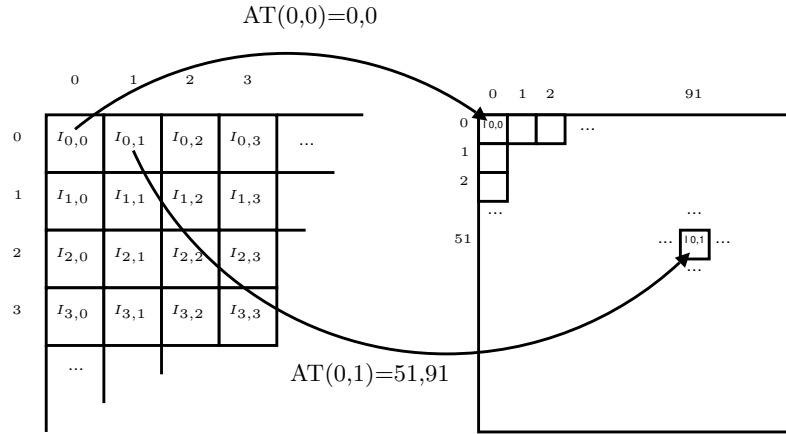 AT(0,0)=0,0
0 1 2 3
0 1 2 91
0 I0,0 I0,1 I0,2 I0,3 ...
0 I 0,0 ...
1
1 I1,0 I1,1 I1,2 I1,3
2
... ...
51 ... I 0,1 ...
2 I2,0 I2,1 I2,2 I2,3
...
3 I3,0 I3,1 I3,2 I3,3
...
AT(0,1)=51,91